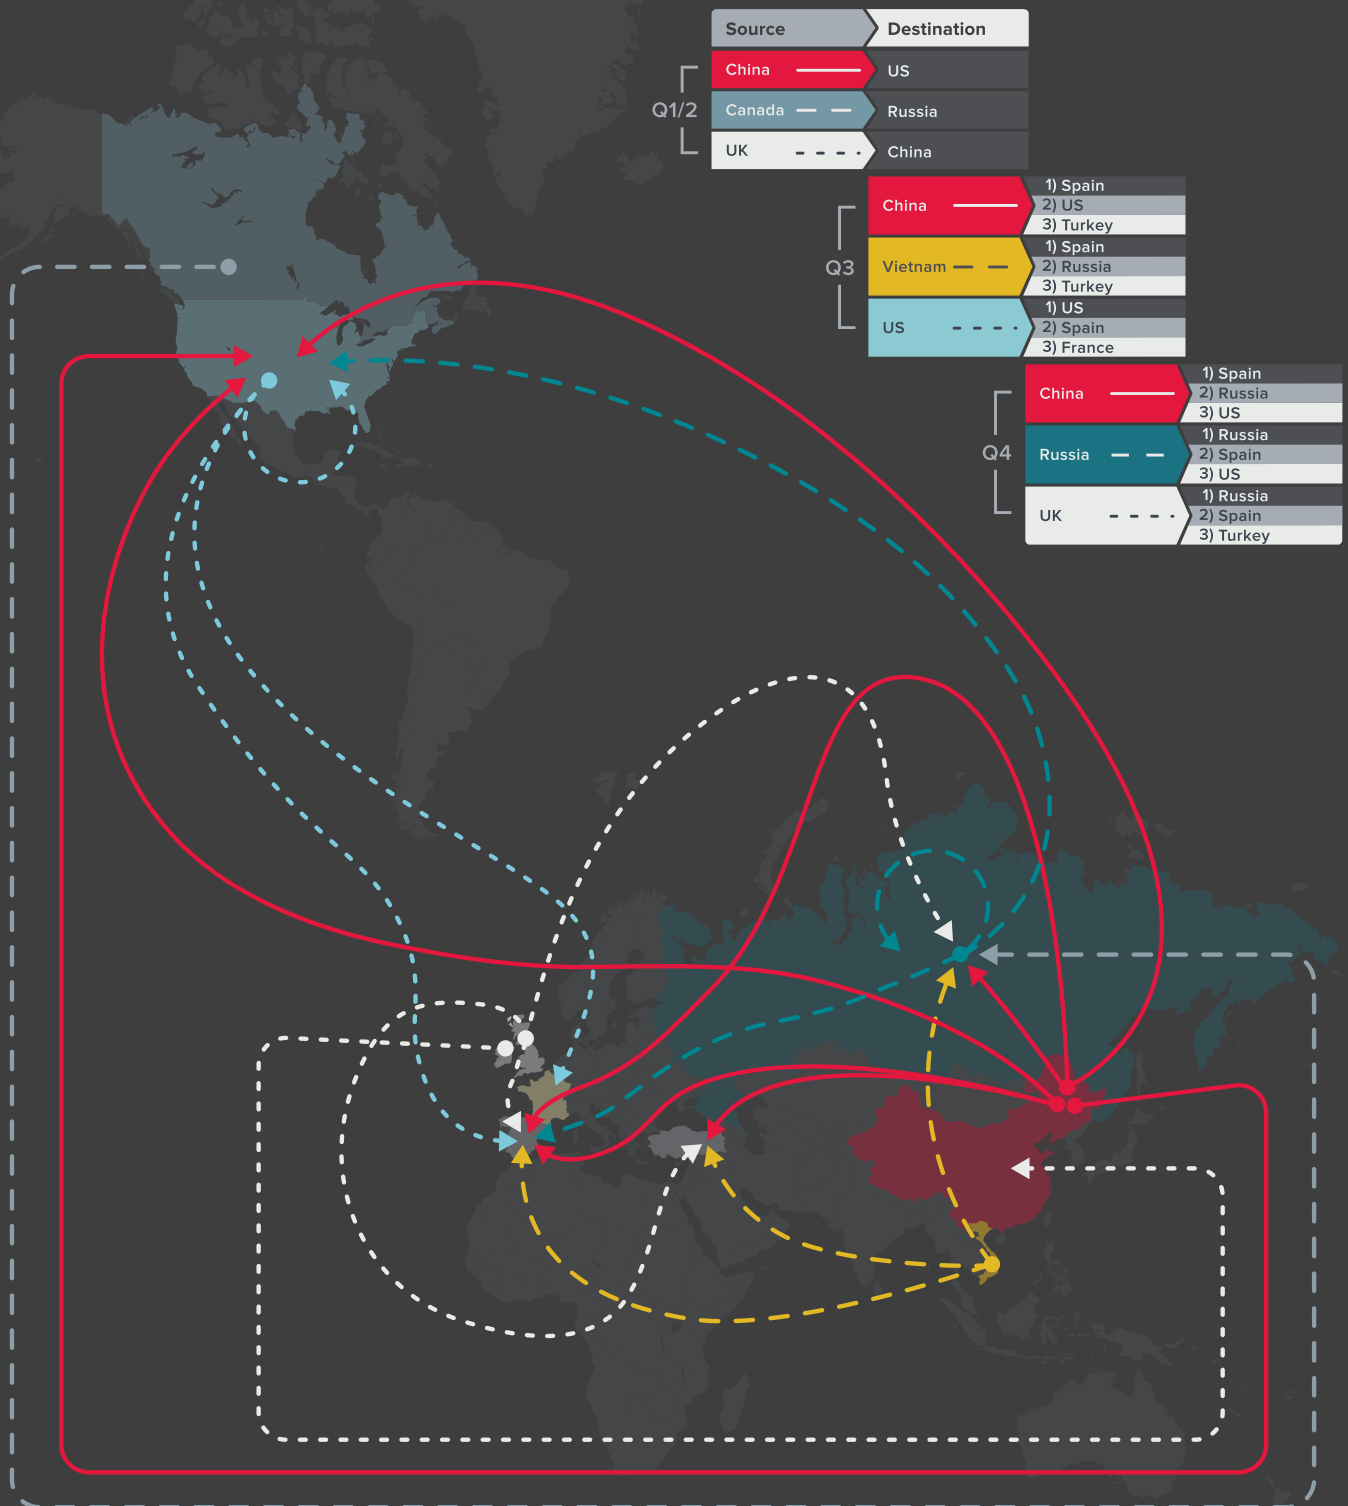 Source Destination
China US
Q1/2
Canada Russia
UK China
China 1) Spain
2) US
3) Turkey
Q3
Vietnam 1) Spain
2) Russia
3) Turkey
US 1) US
2) Spain
3) France
China 1) Spain
2) Russia
3) US
Q4
Russia 1) Russia
2) Spain
3) US
UK 1) Russia
2) Spain
3) Turkey